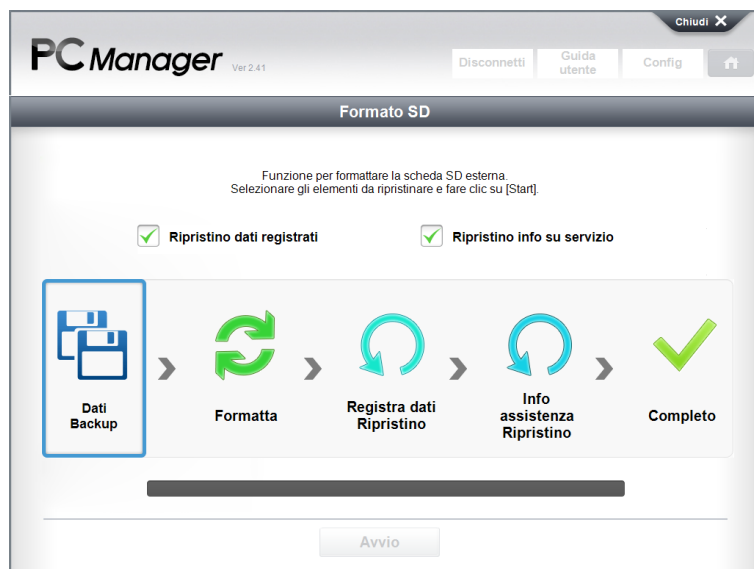 Chiudi
PC Manager Ver 2.41
Disconnetti
Guida
utente
Config
Formato SD
Funzione per formattare la scheda SD esterna.
Selezionare gli elementi da ripristinare e fare clic su [Start].
Ripristino dati registrati
Ripristino info su servizio
Dati
Backup
Formatta
Registra dati
Ripristino
Info
assistenza
Ripristino
Completo
Avvio